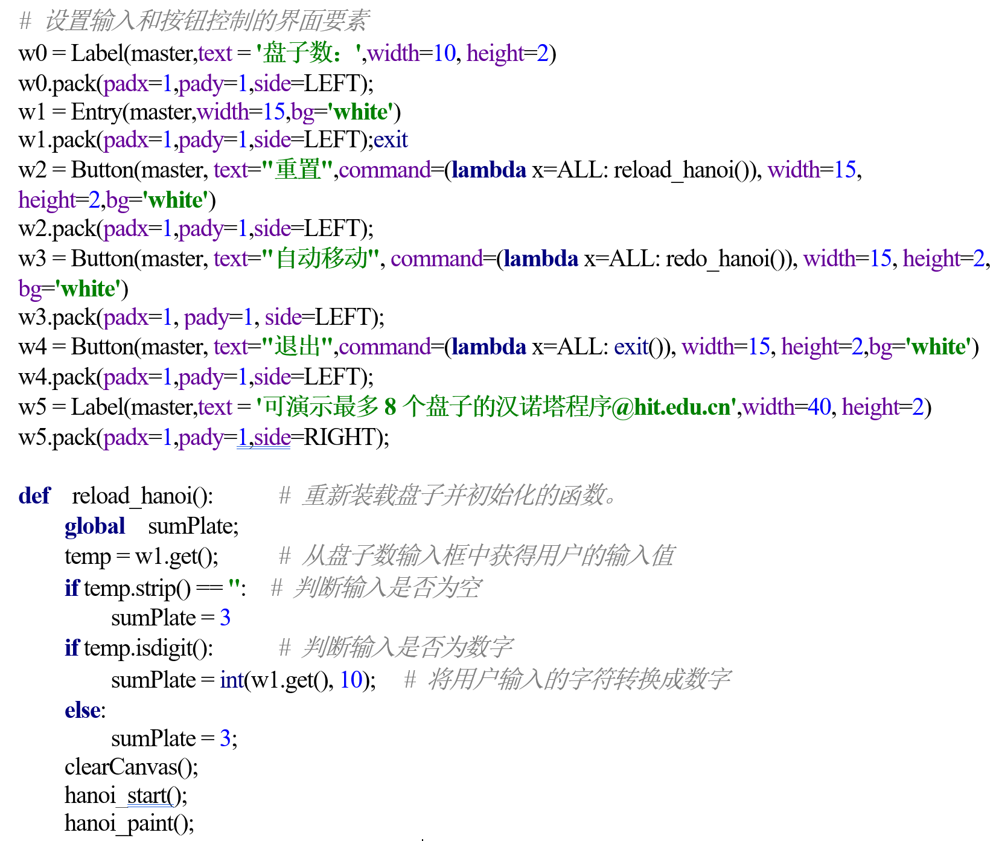 # 设置输入和按钮控制的界面要素
w0 = Label(master,text = '盘子数：',width=10, height=2)
w0.pack(padx=1,pady=1,side=LEFT);
w1 = Entry(master,width=15,bg='white')
w1.pack(padx=1,pady=1,side=LEFT);exit
w2 = Button(master, text="重置",command=(lambda x=ALL: reload_hanoi()), width=15,
height=2,bg='white')
w2.pack(padx=1,pady=1,side=LEFT);
w3 = Button(master, text="自动移动", command=(lambda x=ALL: redo_hanoi()), width=15, height=2,
bg='white')
w3.pack(padx=1, pady=1, side=LEFT);
w4 = Button(master, text="退出",command=(lambda x=ALL: exit()), width=15, height=2,bg='white')
w4.pack(padx=1,pady=1,side=LEFT);
w5 = Label(master,text = '可演示最多 8 个盘子的汉诺塔程序@hit.edu.cn',width=40, height=2)
w5.pack(padx=1,pady=1,side=RIGHT);
def reload_hanoi(): # 重新装载盘子并初始化的函数。
global sumPlate;
temp = w1.get(); # 从盘子数输入框中获得用户的输入值
if temp.strip() == '': # 判断输入是否为空
sumPlate = 3
if temp.isdigit(): # 判断输入是否为数字
sumPlate = int(w1.get(), 10); # 将用户输入的字符转换成数字
else:
sumPlate = 3;
clearCanvas();
hanoi_start();
hanoi_paint();